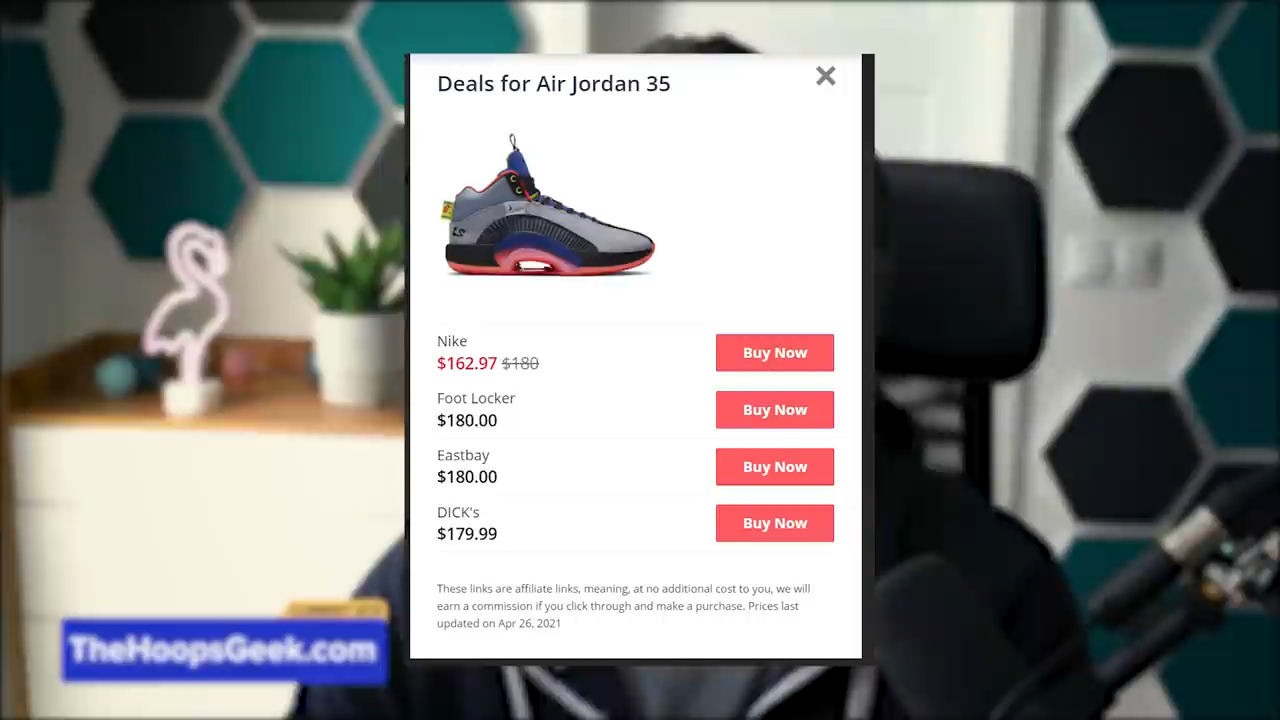 Deals for Air Jordan 35
Nike
$162.97 $180
Buy Now
Foot Locker
$180.00
Buy Now
Eastbay
$180.00
Buy Now
DICK's
$179.99
Buy Now
These links are affiliate links, meaning, at no additional cost to you, we will
earn a commission if you click through and make a purchase. Prices last
updated on Apr 26, 2021
TheHoopsGeek.com